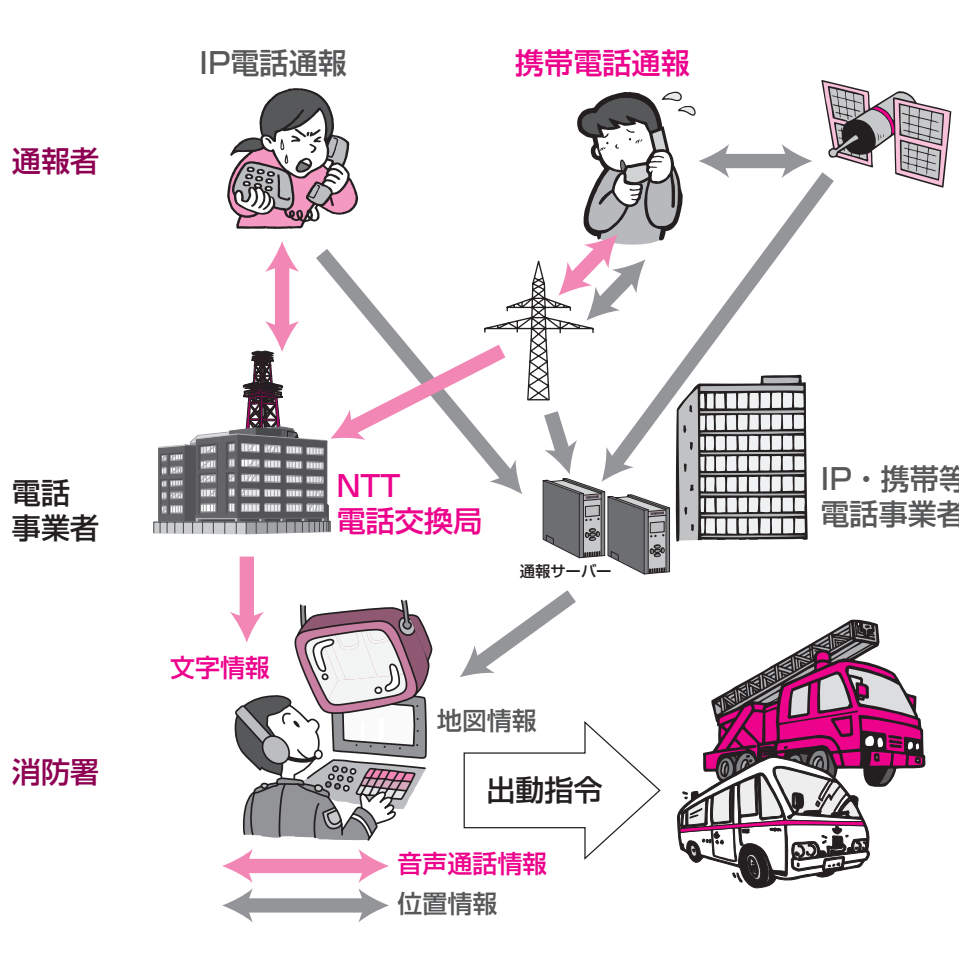 IP電話通報
携帯電話通報
通報者
電話
事業者
NTT
電話交換局
IP・携帯等
電話事業者
通報サーバー
文字情報
地図情報
消防署
出動指令
音声通話情報
位置情報